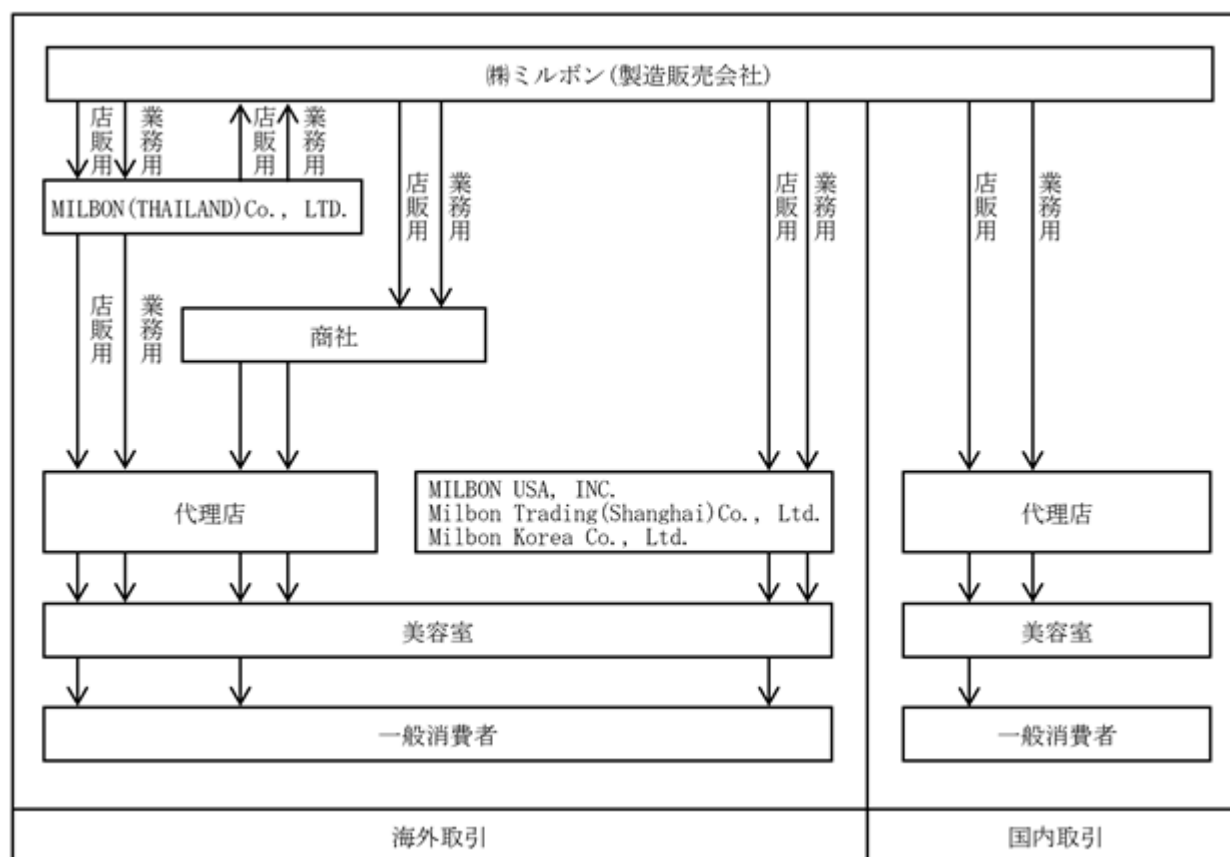 ㈱ミルボン(製造販売会社)
店販用
業務用
店販用
業務用
店販用
業務用
店販用
業務用
店販用
業務用
MILBON(THAILAND)Co., LTD.
店販用
業務用
商社
代理店
MILBON USA, INC.
Milbon Trading(Shanghai)Co., Ltd.
Milbon Korea Co., Ltd.
代理店
美容室
美容室
一般消費者
一般消費者
海外取引
国内取引